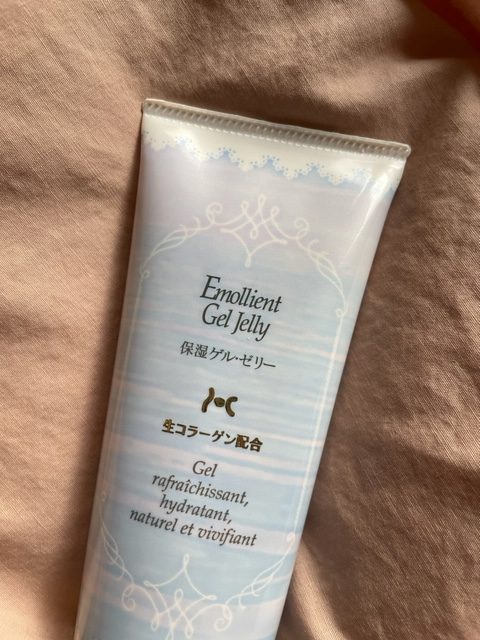 Emollient
Gel Jelly
保湿ゲル・ゼリー
生コラーゲン配合
Gel
rafraîchissant,
hydratant,
naturel et vivifiant